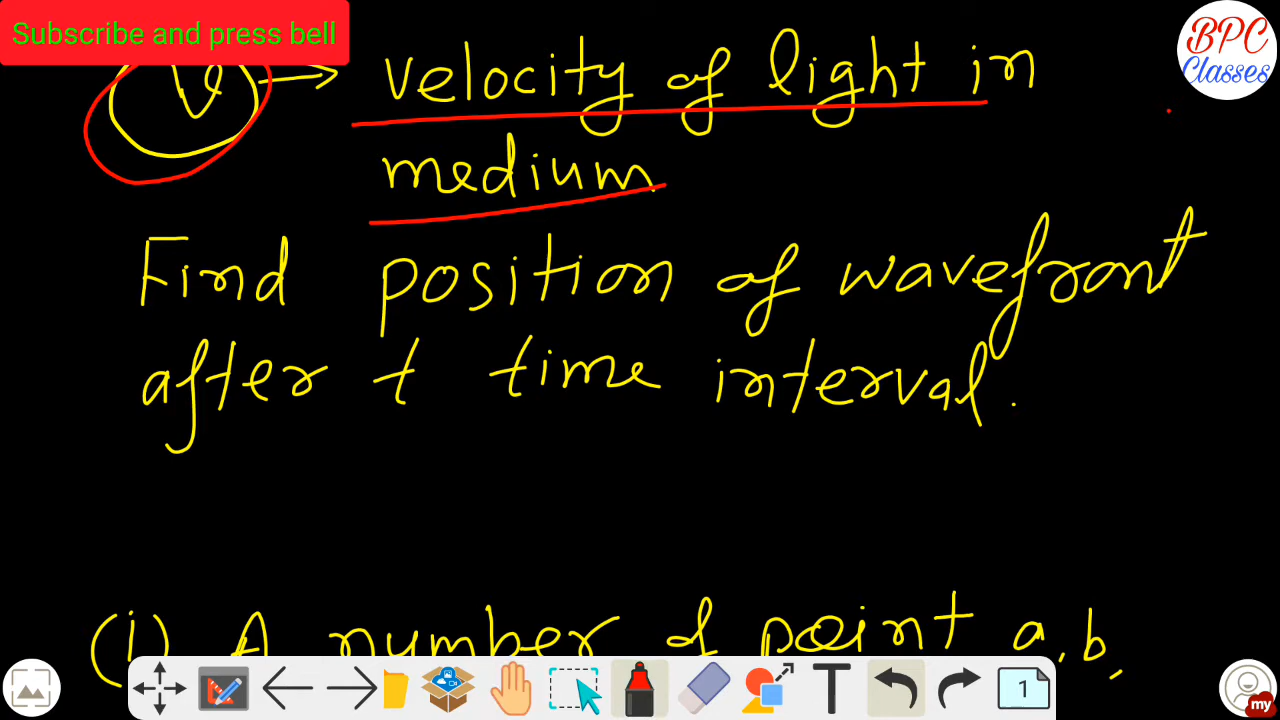 Subscribe and press bell
BPC
Classes
v → velocity of light in
medium
Find position of wavefront
after t time interval.
(i) A number of point a, b,
T
1
my